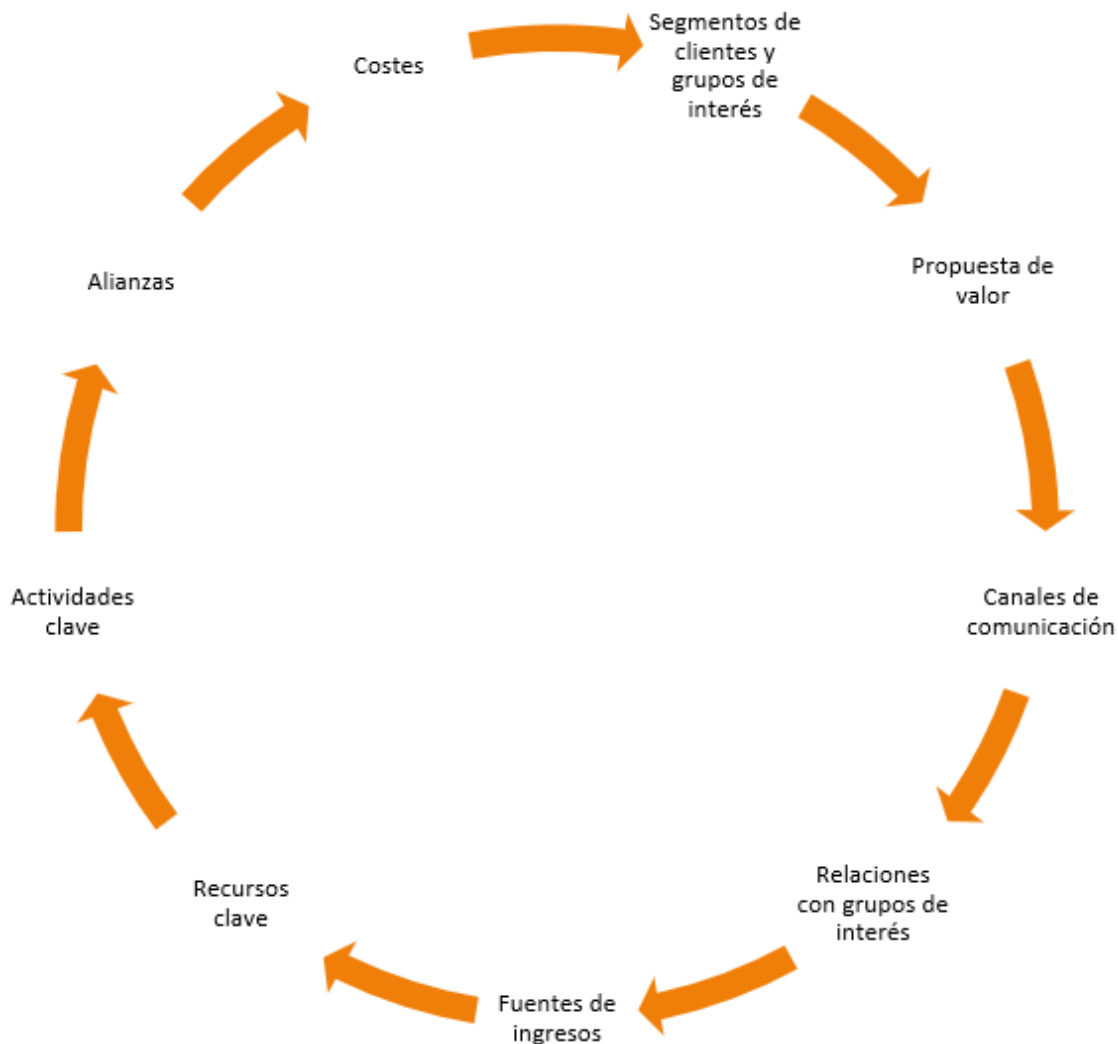 Segmentos de
clientes y
grupos de
interés
Propuesta de
valor
Canales de
comunicación
Relaciones
con grupos de
interés
Fuentes de
ingresos
Recursos
clave
Actividades
clave
Alianzas
Costes